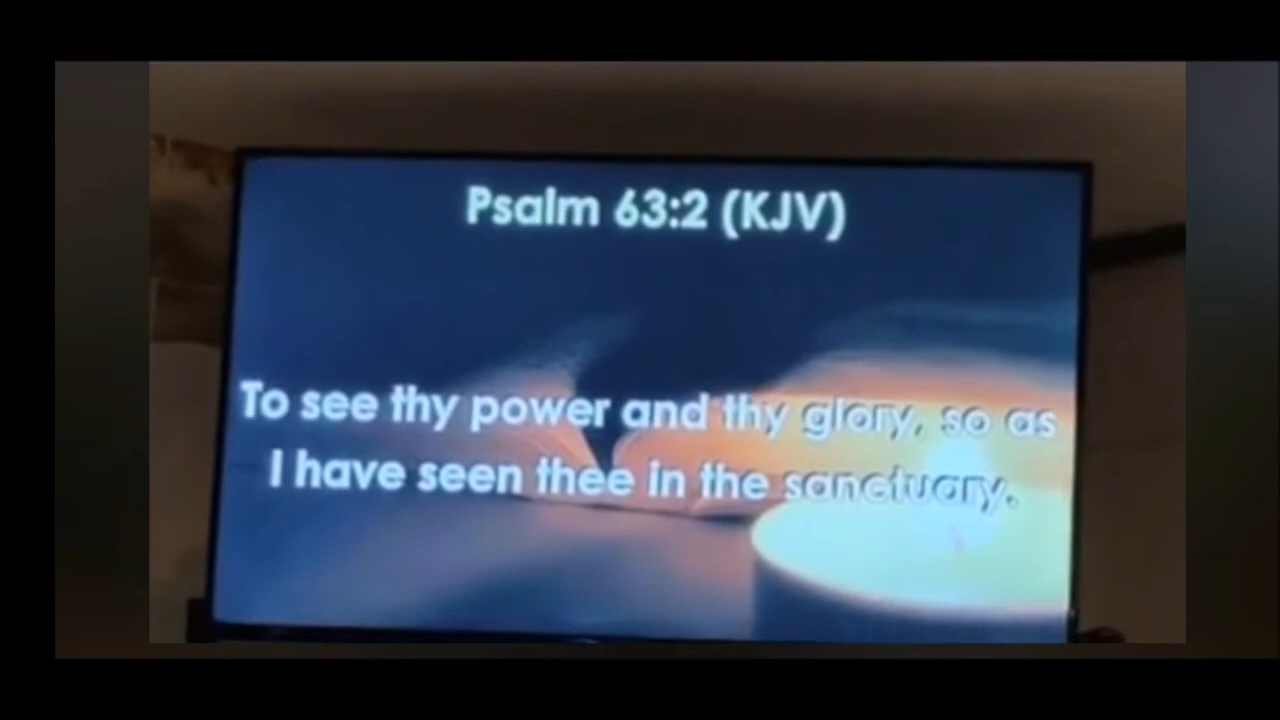 Psalm 63:2 (KJV)
To see thy power and thy glory, so as
I have seen thee in the sanctuary.